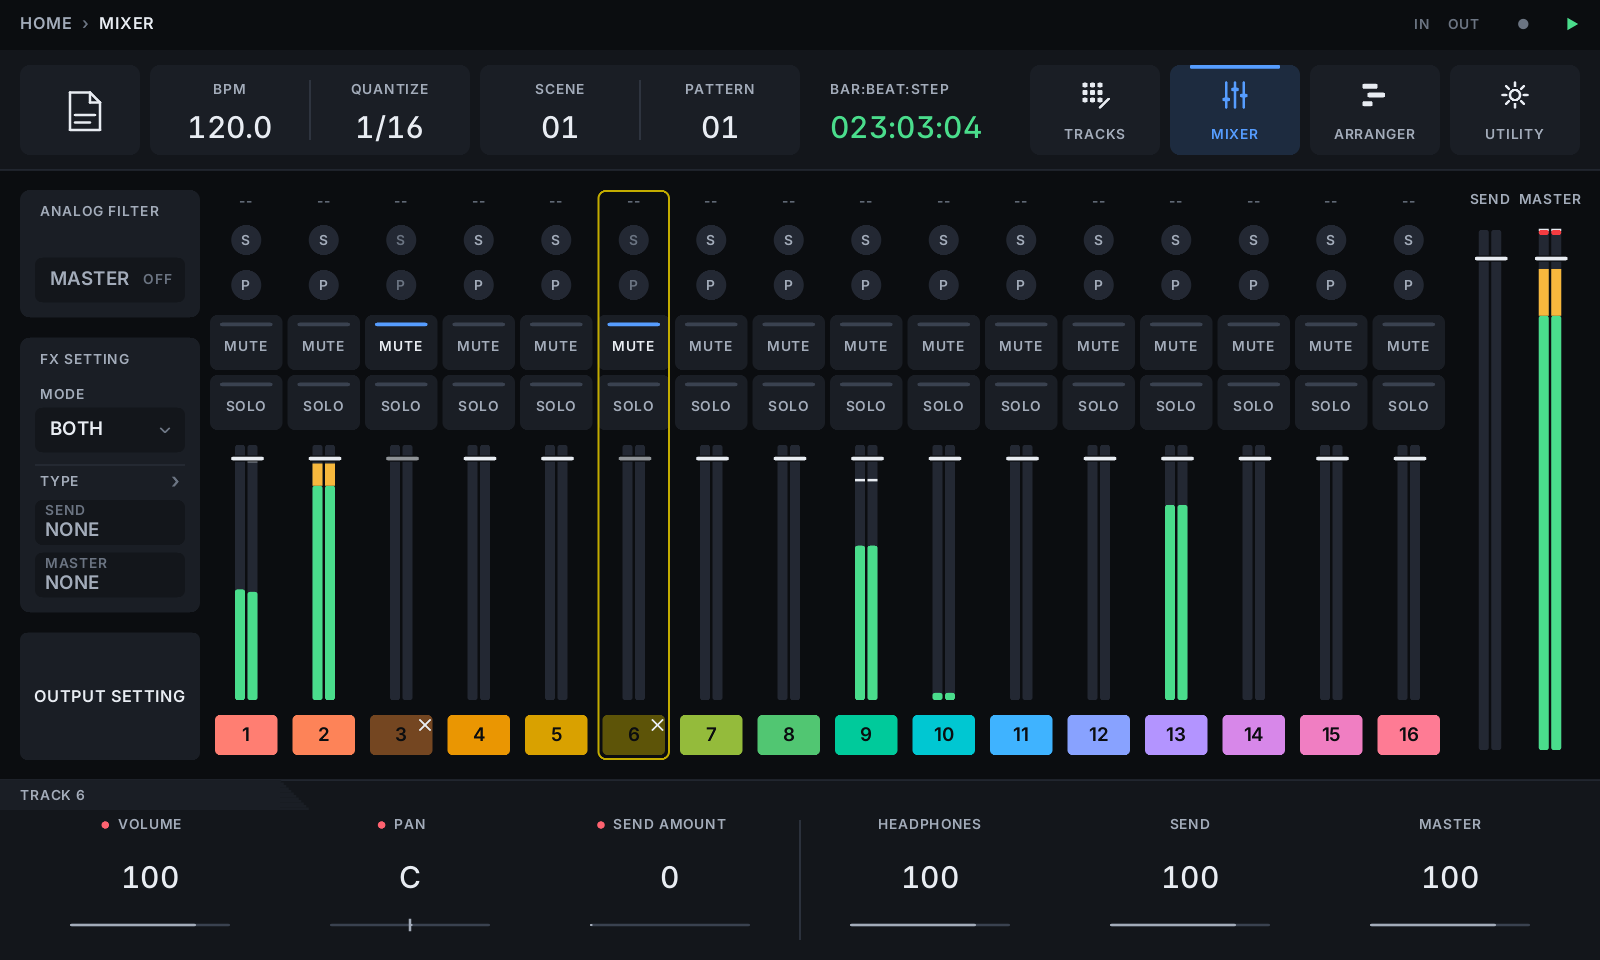 HOME › MIXER
IN OUT
BPM QUANTIZE SCENE PATTERN BAR:BEAT:STEP
120.0 1/16 01 01 023:03:04
TRACKS MIXER ARRANGER UTILITY
ANALOG FILTER
MASTER OFF
FX SETTING
MODE
BOTH
TYPE
SEND
NONE
MASTER
NONE
OUTPUT SETTING
-- -- -- -- -- -- -- -- -- -- -- -- -- -- -- --
S S S S S S S S S S S S S S S S
P P P P P P P P P P P P P P P P
MUTE MUTE MUTE MUTE MUTE MUTE MUTE MUTE MUTE MUTE MUTE MUTE MUTE MUTE MUTE MUTE
SOLO SOLO SOLO SOLO SOLO SOLO SOLO SOLO SOLO SOLO SOLO SOLO SOLO SOLO SOLO SOLO
1 2 3 4 5 6 7 8 9 10 11 12 13 14 15 16
SEND MASTER
TRACK 6
VOLUME PAN SEND AMOUNT HEADPHONES SEND MASTER
100 C 0 100 100 100